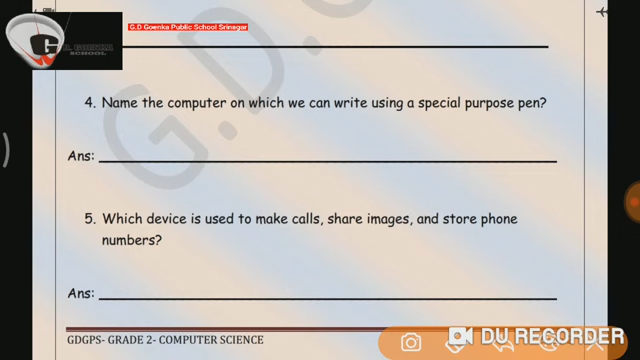 G.D Goenka Public School Srinagar
G.D. GOENKA
SCHOOL
G.D.G
4. Name the computer on which we can write using a special purpose pen?
Ans:
5. Which device is used to make calls, share images, and store phone
numbers?
Ans:
GDGPS- GRADE 2- COMPUTER SCIENCE
DU RECORDER